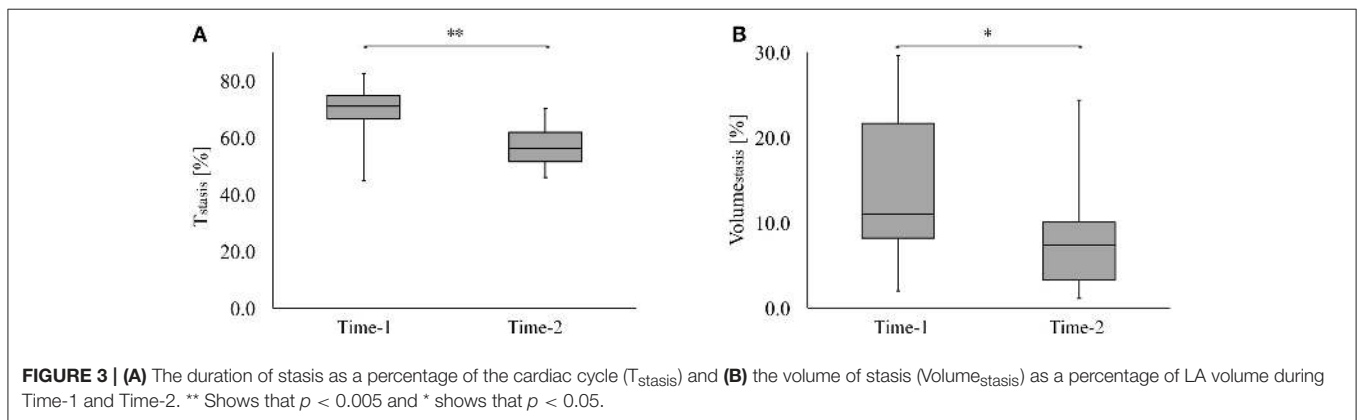 A
**
80.0
60.0
40.0
20.0
0.0
Tstasis [%]
Time-1
Time-2
B
*
30.0
20.0
10.0
0.0
Volumestasis [%]
Time-1
Time-2
FIGURE 3 | (A) The duration of stasis as a percentage of the cardiac cycle (Tstasis) and (B) the volume of stasis (Volumestasis) as a percentage of LA volume during
Time-1 and Time-2. ** Shows that p < 0.005 and * shows that p < 0.05.